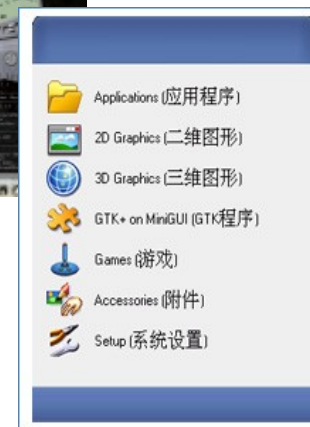 Applications (应用程序)
2D Graphics (二维图形)
3D Graphics (三维图形)
GTK+ on MiniGUI (GTK程序)
Games (游戏)
Accessories (附件)
Setup (系统设置)